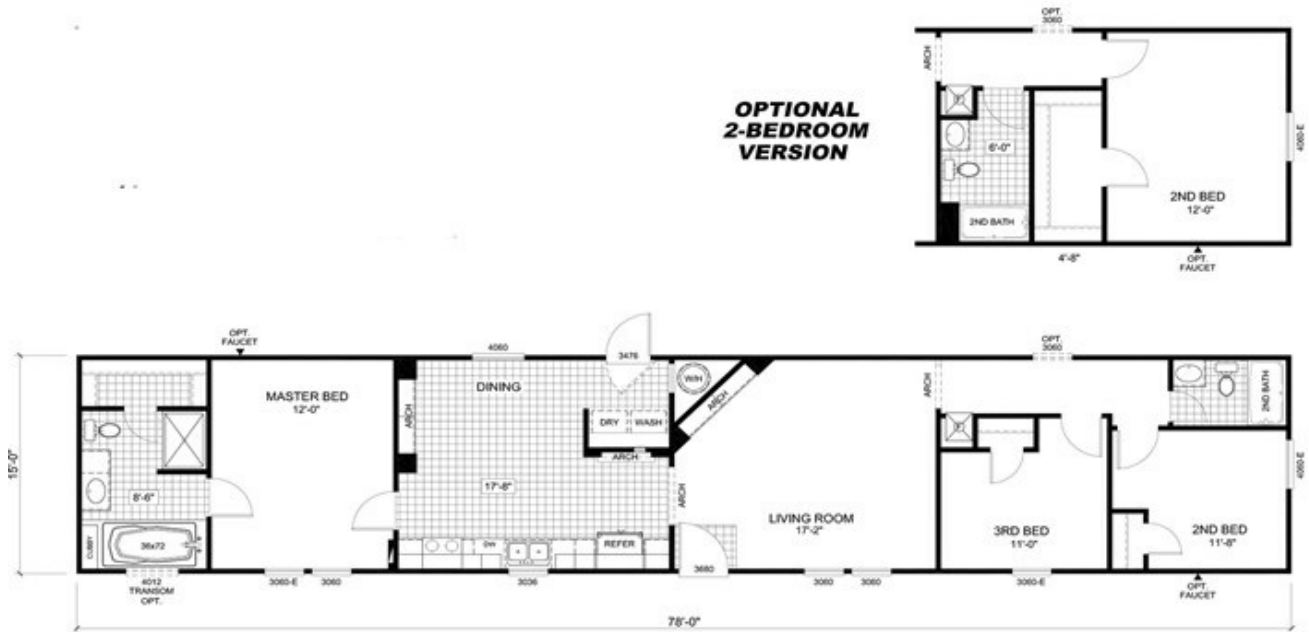 OPT.
3060
ARCH
OPTIONAL
2-BEDROOM
VERSION
F
6'-0"
4060-E
2ND BED
12'-0"
2ND BATH
4'-8"
OPT.
FAUCET
OPT.
FAUCET
4060
3476
OPT.
3060
MASTER BED
12'-0"
DINING
W/H
ARCH
ARCH
ARCH
2ND BATH
DRY
WASH
ARCH
F
15'-0"
8'-6"
17'-8"
ARCH
4060-E
LIVING ROOM
17'-2"
3RD BED
11'-0"
2ND BED
11'-8"
CUBBY
36x72
DW
REFER
3680
4012
TRANSOM
OPT.
3060-E
3060
3036
3060
3060
3060-E
OPT.
FAUCET
78'-0"